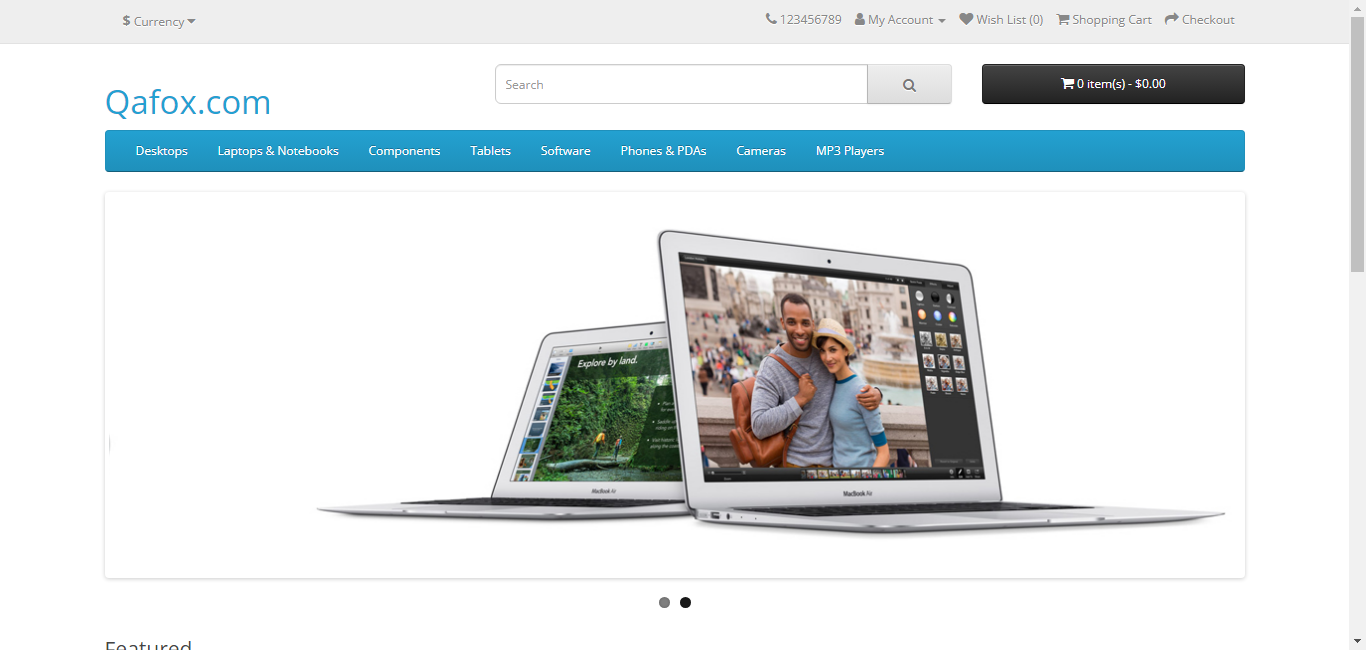 $ Currency
123456789 My Account Wish List (0) Shopping Cart Checkout
Qafox.com
Search
0 item(s) - $0.00
Desktops Laptops & Notebooks Components Tablets Software Phones & PDAs Cameras MP3 Players
Explore by land.
MacBook Air
MacBook Air
Featured